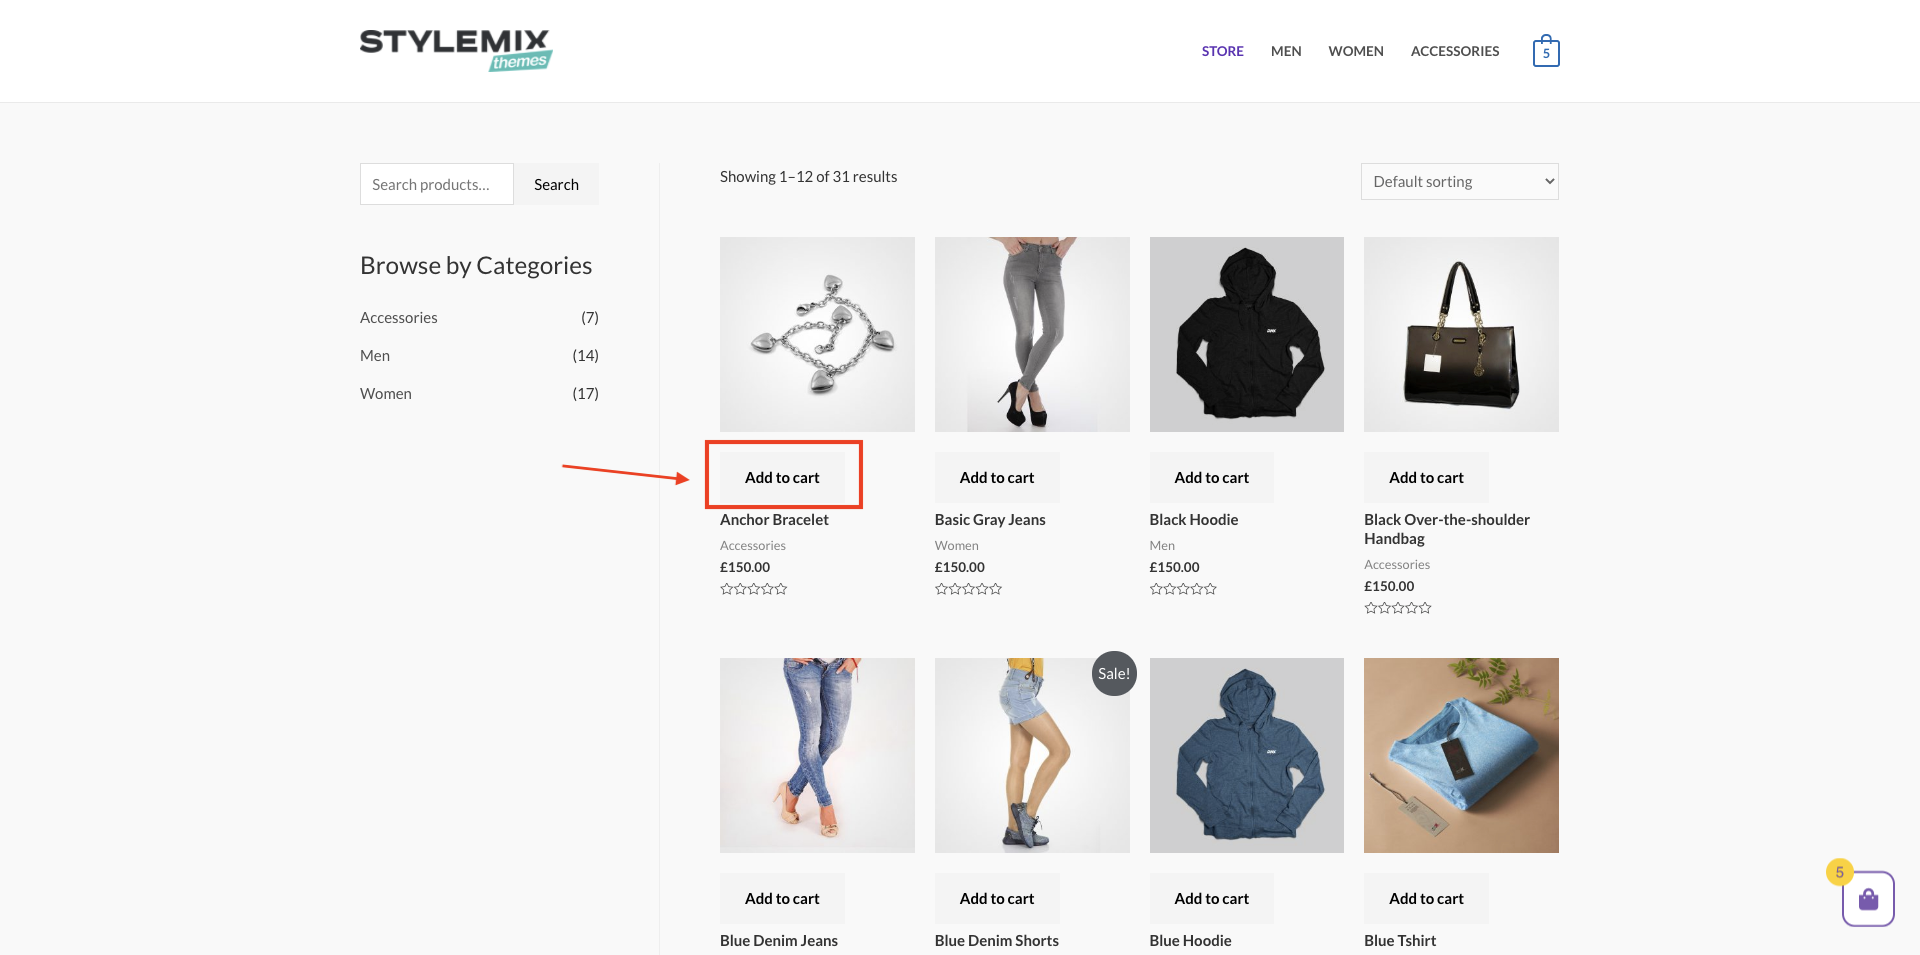 STYLEMIX
themes
STORE MEN WOMEN ACCESSORIES 5
Search products... Search
Showing 1–12 of 31 results
Default sorting
Browse by Categories
Accessories (7)
Men (14)
Women (17)
Add to cart
Anchor Bracelet
Accessories
£150.00
Add to cart
Basic Gray Jeans
Women
£150.00
Add to cart
Black Hoodie
Men
£150.00
Add to cart
Black Over-the-shoulder
Handbag
Accessories
£150.00
Add to cart
Blue Denim Jeans
Sale!
Add to cart
Blue Denim Shorts
Add to cart
Blue Hoodie
Add to cart
Blue Tshirt
5